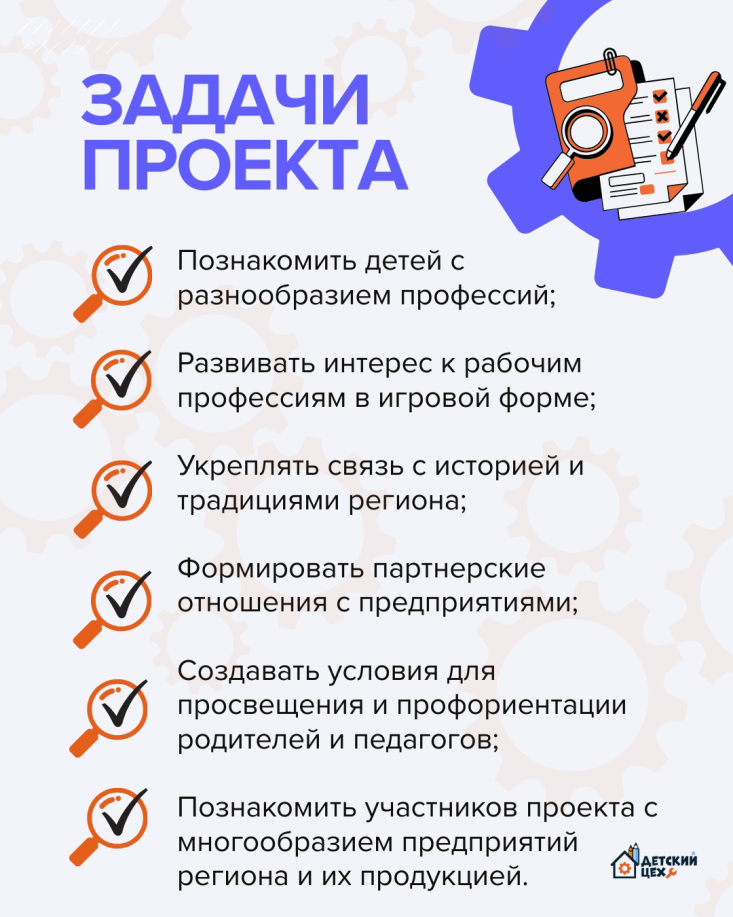 ЗАДАЧИ
ПРОЕКТА
Познакомить детей с
разнообразием профессий;
Развивать интерес к рабочим
профессиям в игровой форме;
Укреплять связь с историей и
традициями региона;
Формировать партнерские
отношения с предприятиями;
Создавать условия для
просвещения и профориентации
родителей и педагогов;
Познакомить участников проекта с
многообразием предприятий
региона и их продукцией.
ДЕТСКИЙ
ЦЕХ